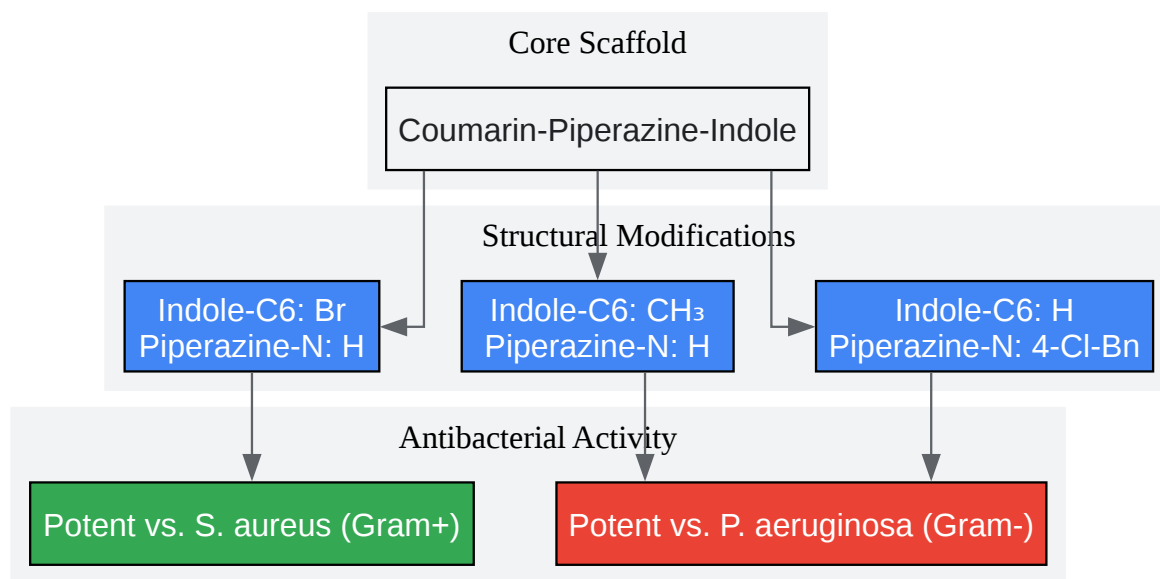 Core Scaffold
Coumarin-Piperazine-Indole
Structural Modifications
Indole-C6: Br
Piperazine-N: H
Indole-C6: CH₃
Piperazine-N: H
Indole-C6: H
Piperazine-N: 4-Cl-Bn
Antibacterial Activity
Potent vs. S. aureus (Gram+)
Potent vs. P. aeruginosa (Gram-)